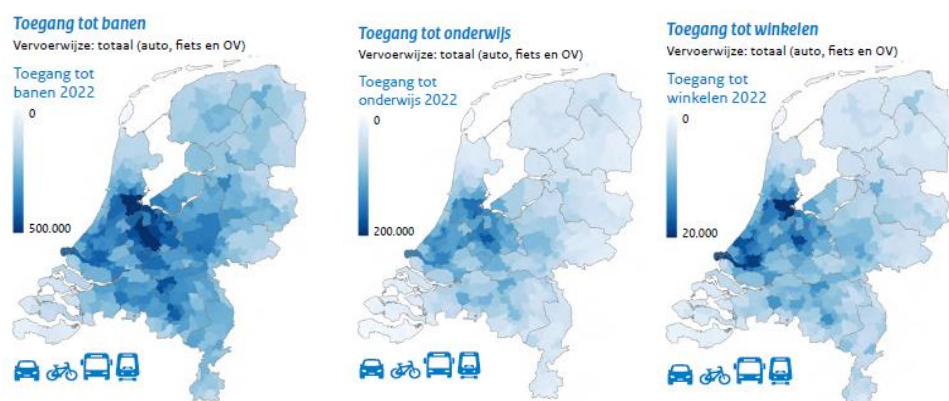 Toegang tot banen
Vervoerwijze: totaal (auto, fiets en OV)
Toegang tot
banen 2022
0
500.000
Toegang tot onderwijs
Vervoerwijze: totaal (auto, fiets en OV)
Toegang tot
onderwijs 2022
0
200.000
Toegang tot winkelen
Vervoerwijze: totaal (auto, fiets en OV)
Toegang tot
winkelen 2022
0
20.000